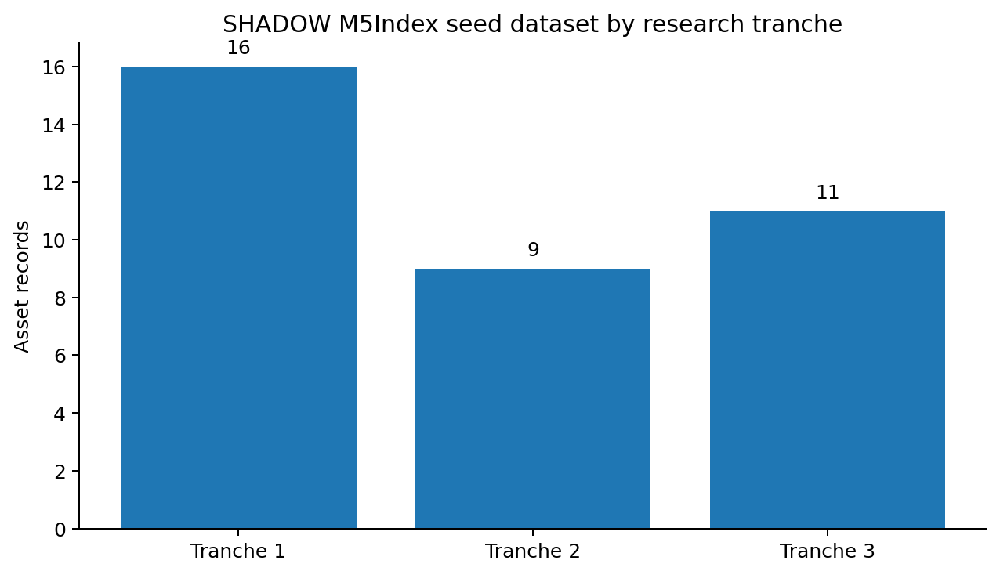 SHADOW M5Index seed dataset by research tranche
16
16
14
12
11
10
9
8
6
4
2
0
Asset records
Tranche 1
Tranche 2
Tranche 3